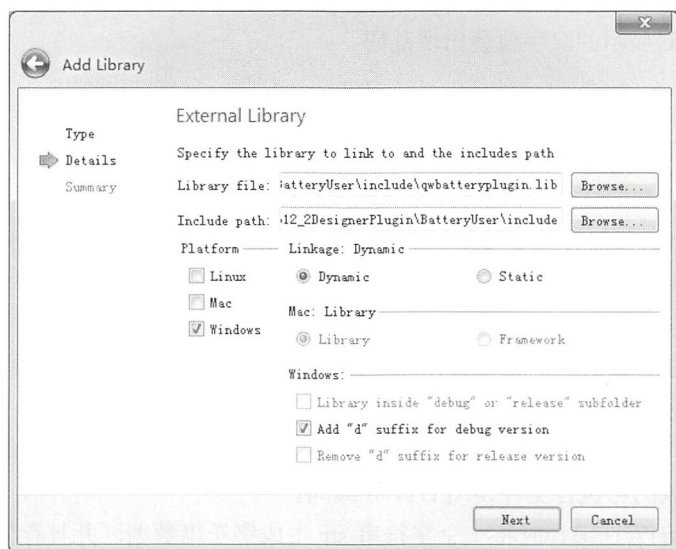 Add Library
Type
Details
Summary
External Library
Specify the library to link to and the includes path
Library file: BatteryUser\include\qwbatteryplugin.lib Browse...
Include path: 12_2DesignerPlugin\BatteryUser\include Browse...
Platform
Linux
Mac
Windows
Linkage: Dynamic
Dynamic Static
Mac: Library
Library Framework
Windows:
Library inside "debug" or "release" subfolder
Add "d" suffix for debug version
Remove "d" suffix for release version
Next Cancel